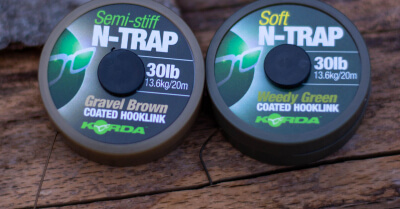 Semi-stiff
N-TRAP
30lb
13.6kg/20m
Gravel Brown
COATED HOOKLINK
KORDA
Soft
N-TRAP
30lb
13.6kg/20m
Weedy Green
COATED HOOKLINK
KORDA